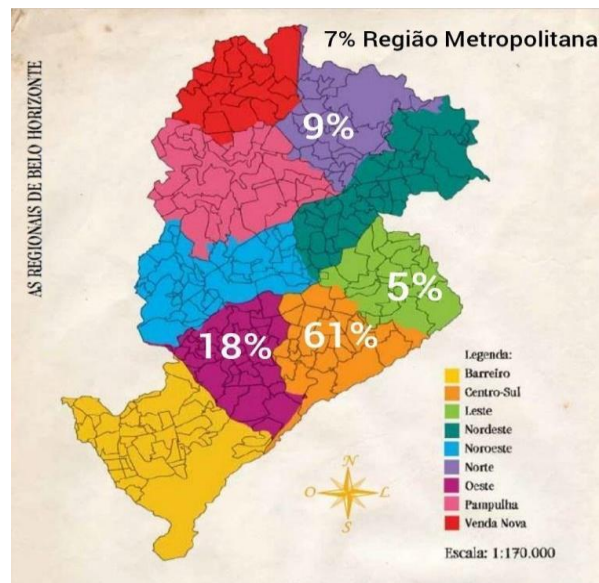 7% Região Metropolitana
AS REGIONAIS DE BELO HORIZONTE
9%
5%
18%
61%
Legenda:
Barreiro
Centro-Sul
Leste
Nordeste
Noroeste
Norte
Oeste
Pampulha
Venda Nova
N
O
L
S
Escala: 1:170.000